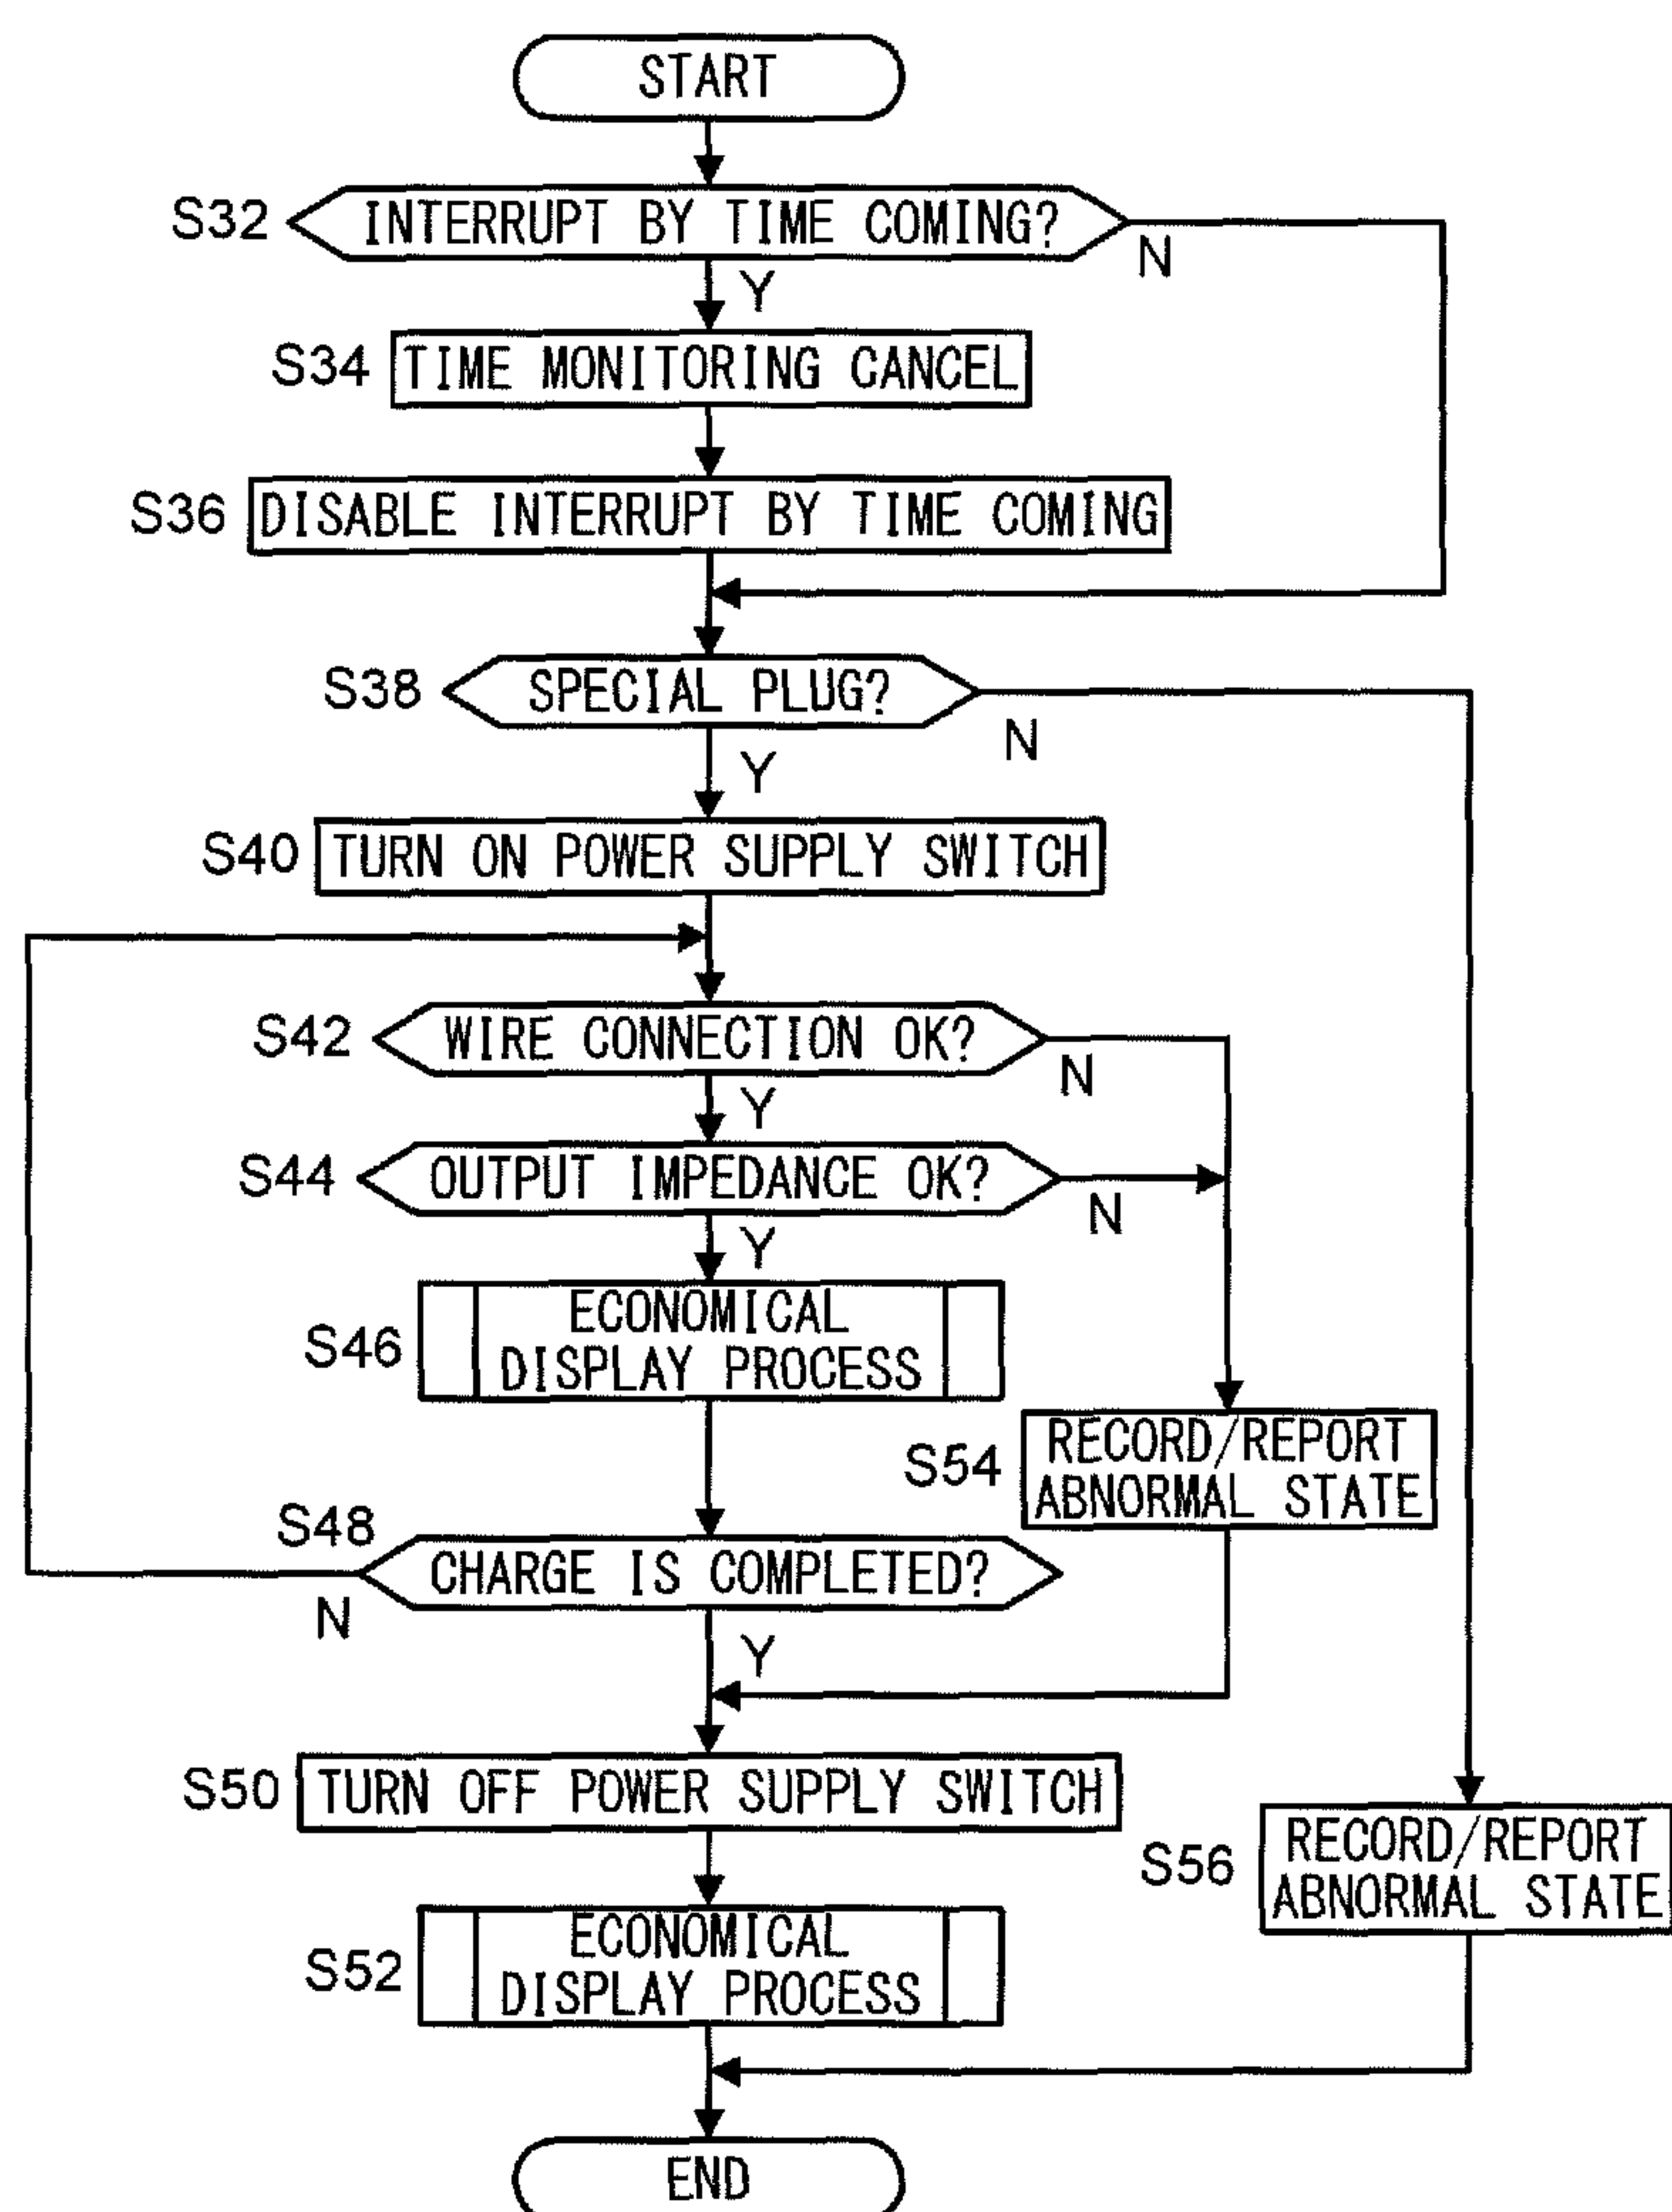 START
S32 INTERRUPT BY TIME COMING?
N
Y
S34 TIME MONITORING CANCEL
S36 DISABLE INTERRUPT BY TIME COMING
S38 SPECIAL PLUG?
N
Y
S40 TURN ON POWER SUPPLY SWITCH
S42 WIRE CONNECTION OK?
N
Y
S44 OUTPUT IMPEDANCE OK?
N
Y
S46 ECONOMICAL
DISPLAY PROCESS
S54 RECORD/REPORT
ABNORMAL STATE
S48 CHARGE IS COMPLETED?
N
Y
S50 TURN OFF POWER SUPPLY SWITCH
S56 RECORD/REPORT
ABNORMAL STATE
S52 ECONOMICAL
DISPLAY PROCESS
END